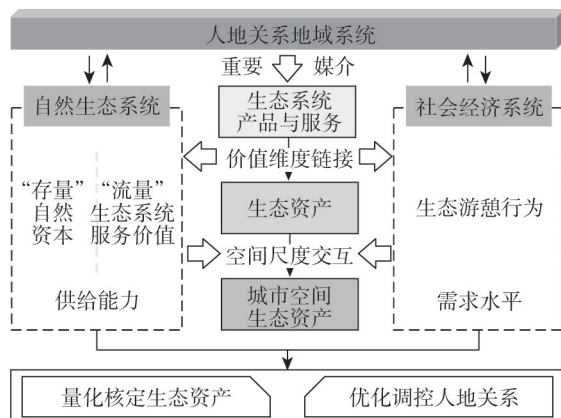 人地关系地域系统
重要 媒介
自然生态系统
生态系统
产品与服务
社会经济系统
价值维度链接
“存量” “流量”
自然 生态系统
资本 服务价值
生态资产
生态游憩行为
空间尺度交互
供给能力
城市空间
生态资产
需求水平
量化核定生态资产
优化调控人地关系